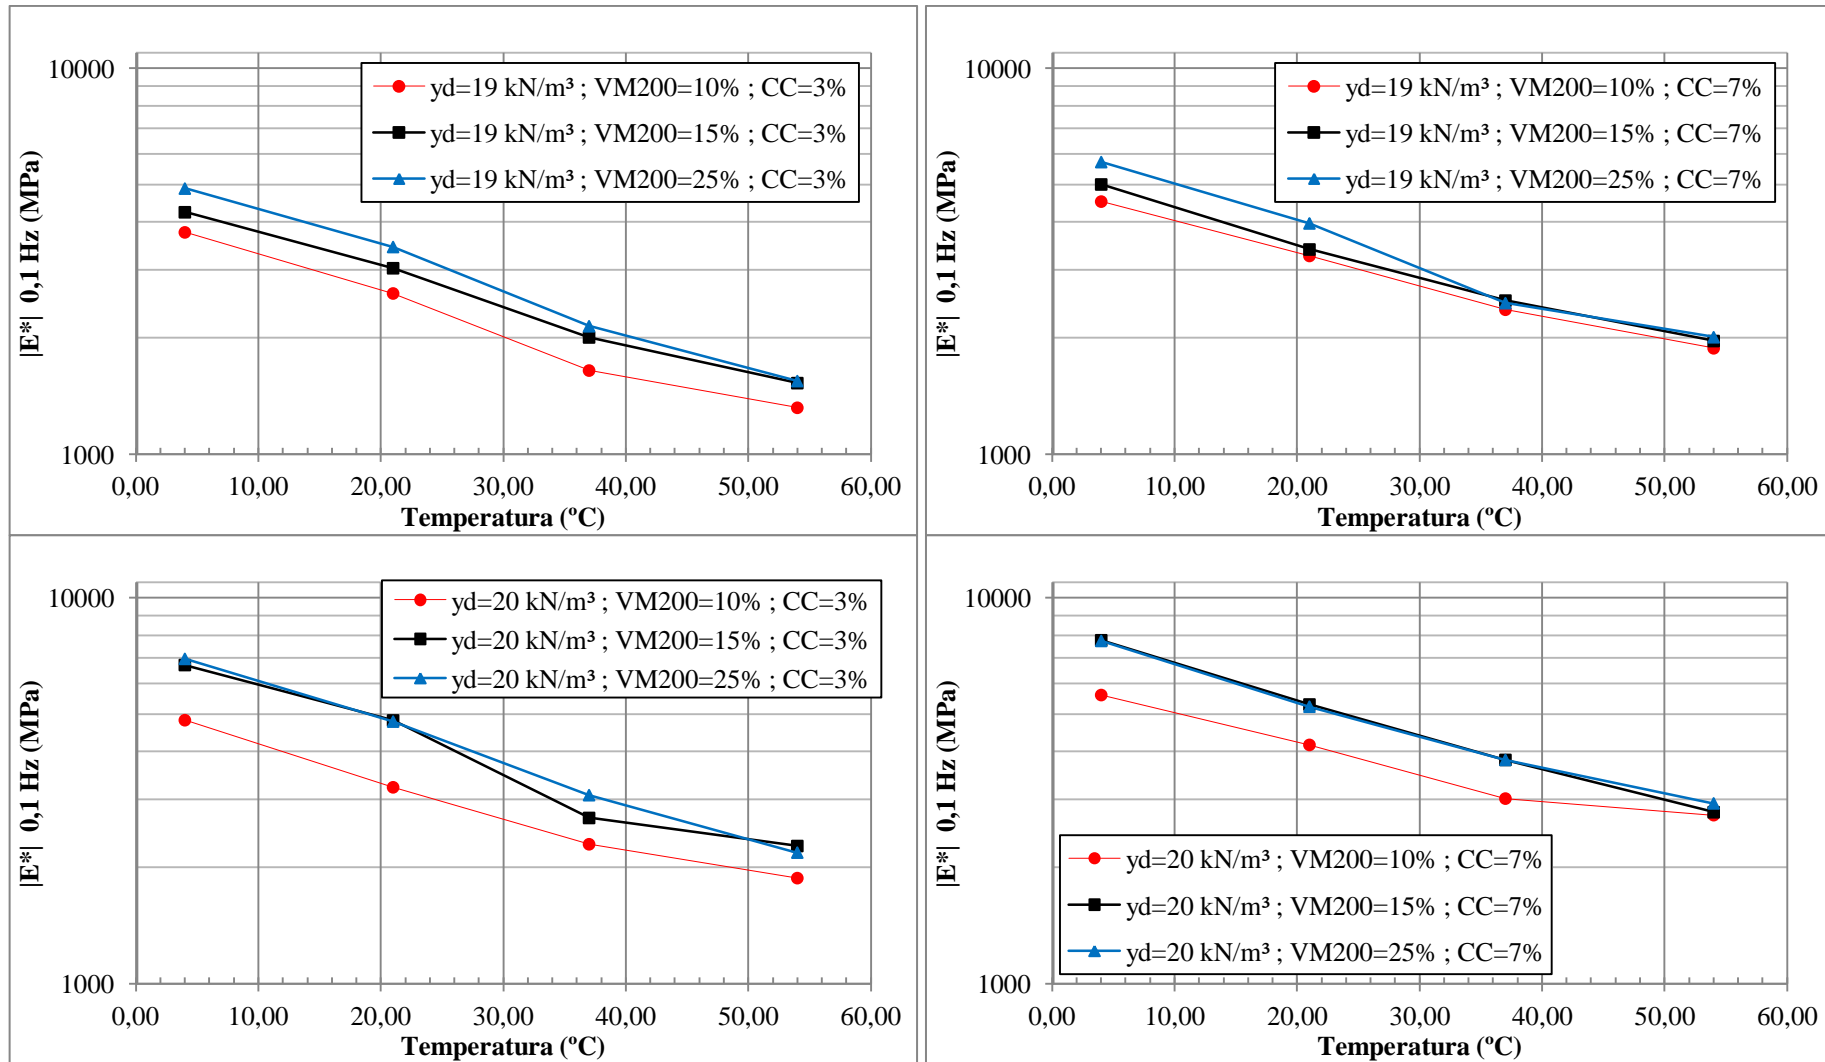 10000
yd=19 kN/m³ ; VM200=10% ; CC=3%
yd=19 kN/m³ ; VM200=15% ; CC=3%
yd=19 kN/m³ ; VM200=25% ; CC=3%
|E*| 0,1 Hz (MPa)
1000
0,00 10,00 20,00 30,00 40,00 50,00 60,00
Temperatura (ºC)
10000
yd=19 kN/m³ ; VM200=10% ; CC=7%
yd=19 kN/m³ ; VM200=15% ; CC=7%
yd=19 kN/m³ ; VM200=25% ; CC=7%
|E*| 0,1 Hz (MPa)
1000
0,00 10,00 20,00 30,00 40,00 50,00 60,00
Temperatura (ºC)
10000
yd=20 kN/m³ ; VM200=10% ; CC=3%
yd=20 kN/m³ ; VM200=15% ; CC=3%
yd=20 kN/m³ ; VM200=25% ; CC=3%
|E*| 0,1 Hz (MPa)
1000
0,00 10,00 20,00 30,00 40,00 50,00 60,00
Temperatura (ºC)
10000
|E*| 0,1 Hz (MPa)
yd=20 kN/m³ ; VM200=10% ; CC=7%
yd=20 kN/m³ ; VM200=15% ; CC=7%
yd=20 kN/m³ ; VM200=25% ; CC=7%
1000
0,00 10,00 20,00 30,00 40,00 50,00 60,00
Temperatura (ºC)